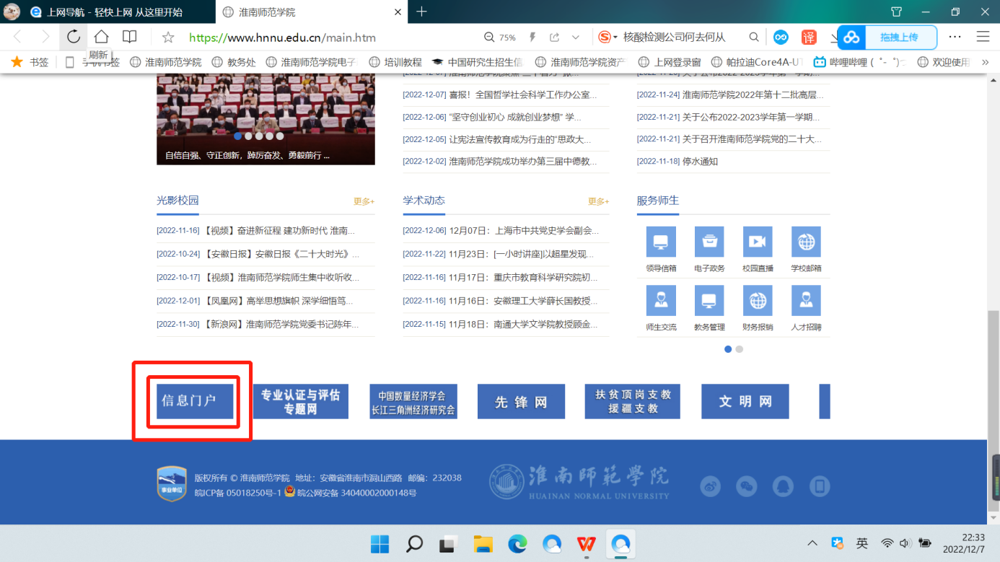 上网导航 - 轻快上网 从这里开始
淮南师范学院
https://www.hnnu.edu.cn/main.htm
75%
核酸检测公司何去何从
译
拖拽上传
书签
刷新
淮南师范学院
教务处
淮南师范学院电子
培训教程
中国研究生招生信
淮南师范学院资产
上网登录窗
帕拉迪Core4A-U
哔哩哔哩 ( ゜- ゜)つ
欢迎使用
[2022-12-07] 喜报！全国哲学社会科学工作办公室...
[2022-12-06] “坚守创业初心 成就创业梦想” 学...
[2022-12-05] 让宪法宣传教育成为行走的“思政大...
[2022-12-02] 淮南师范学院成功举办第三届中德教...
[2022-11-24] 淮南师范学院2022年第十二批高层...
[2022-11-21] 关于公布2022-2023学年第一学期...
[2022-11-21] 关于召开淮南师范学院党的二十大...
[2022-11-18] 停水通知
自信自强、守正创新，踔厉奋发、勇毅前行 ...
光影校园
更多+
[2022-11-16] 【视频】奋进新征程 建功新时代 淮南...
[2022-10-24] 【安徽日报】安徽日报《二十大时光》...
[2022-10-17] 【视频】淮南师范学院师生集中收听收...
[2022-12-01] 【凤凰网】高举思想旗帜 深学细悟笃...
[2022-11-30] 【新浪网】淮南师范学院党委书记陈年...
学术动态
更多+
[2022-12-06] 12月07日：上海市中共党史学会副会...
[2022-11-22] 11月23日：[一小时讲座]以超星发现...
[2022-11-16] 11月17日：重庆市教育科学研究院初...
[2022-11-16] 11月16日：安徽理工大学薛长国教授...
[2022-11-15] 11月18日：南通大学文学院教授顾金...
服务师生
领导信箱
电子政务
校园直播
学校邮箱
师生交流
教务管理
财务报销
人才招聘
信息门户
专业认证与评估
专题网
中国数量经济学会
长江三角洲经济研究会
先锋网
扶贫顶岗支教
援疆支教
文明网
事业单位
版权所有 © 淮南师范学院 地址：安徽省淮南市洞山西路 邮编：232038
皖ICP备 05018250号-1 皖公网安备 34040002000148号
淮南师范学院
HUAINAN NORMAL UNIVERSITY
英
22:33
2022/12/7